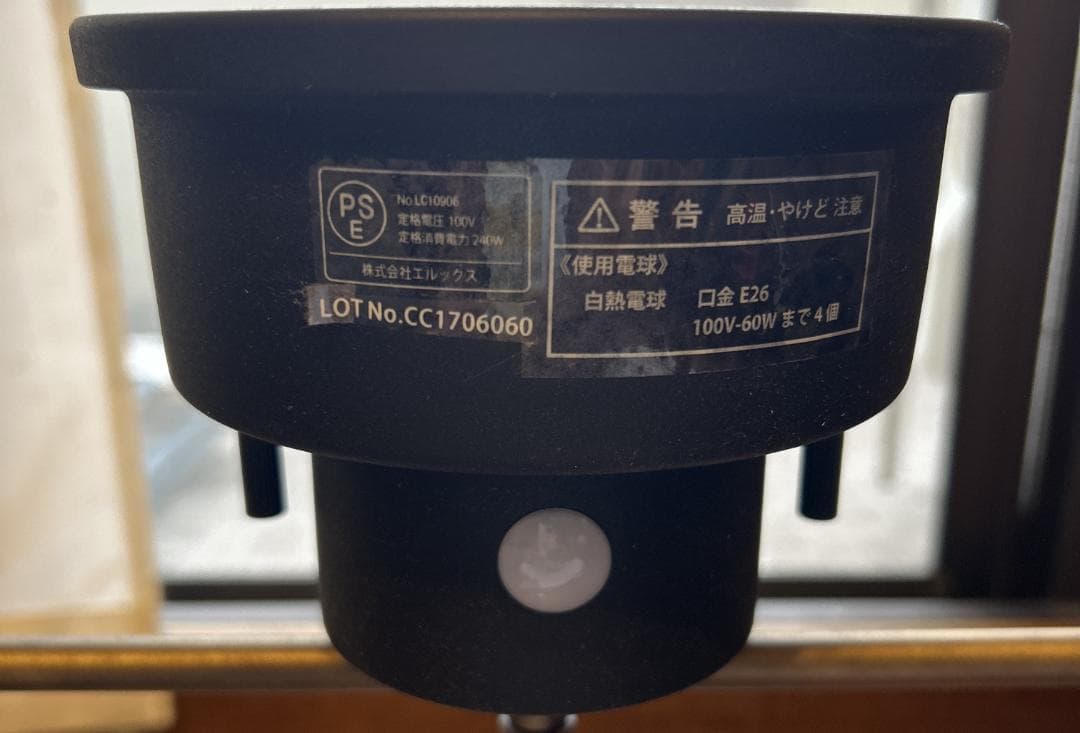 PS
E
No.LC10906
定格電圧 100V
定格消費電力 240W
株式会社エルックス
LOT No.CC1706060
警告 高温・やけど 注意
《使用電球》
白熱電球 口金 E26
100V-60W まで 4 個